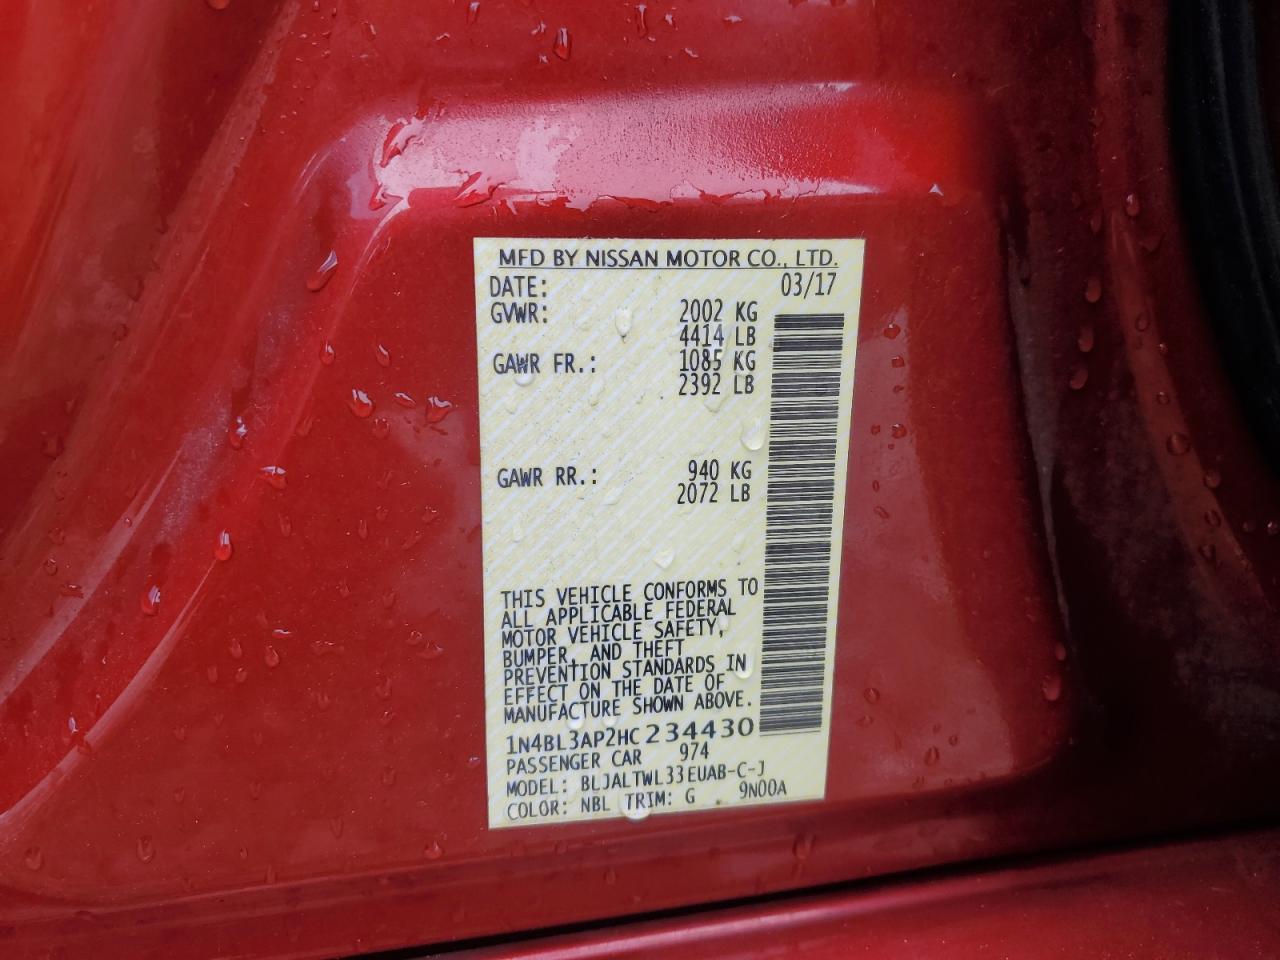 MFD BY NISSAN MOTOR CO., LTD.
DATE: 03/17
GVWR: 2002 KG
4414 LB
GAWR FR.: 1085 KG
2392 LB
GAWR RR.: 940 KG
2072 LB
THIS VEHICLE CONFORMS TO
ALL APPLICABLE FEDERAL
MOTOR VEHICLE SAFETY,
BUMPER, AND THEFT
PREVENTION STANDARDS IN
EFFECT ON THE DATE OF
MANUFACTURE SHOWN ABOVE.
1N4BL3AP2HC234430
PASSENGER CAR 974
MODEL: BLJALTWL33EUAB-C-J
COLOR: NBL TRIM: G 9N00A